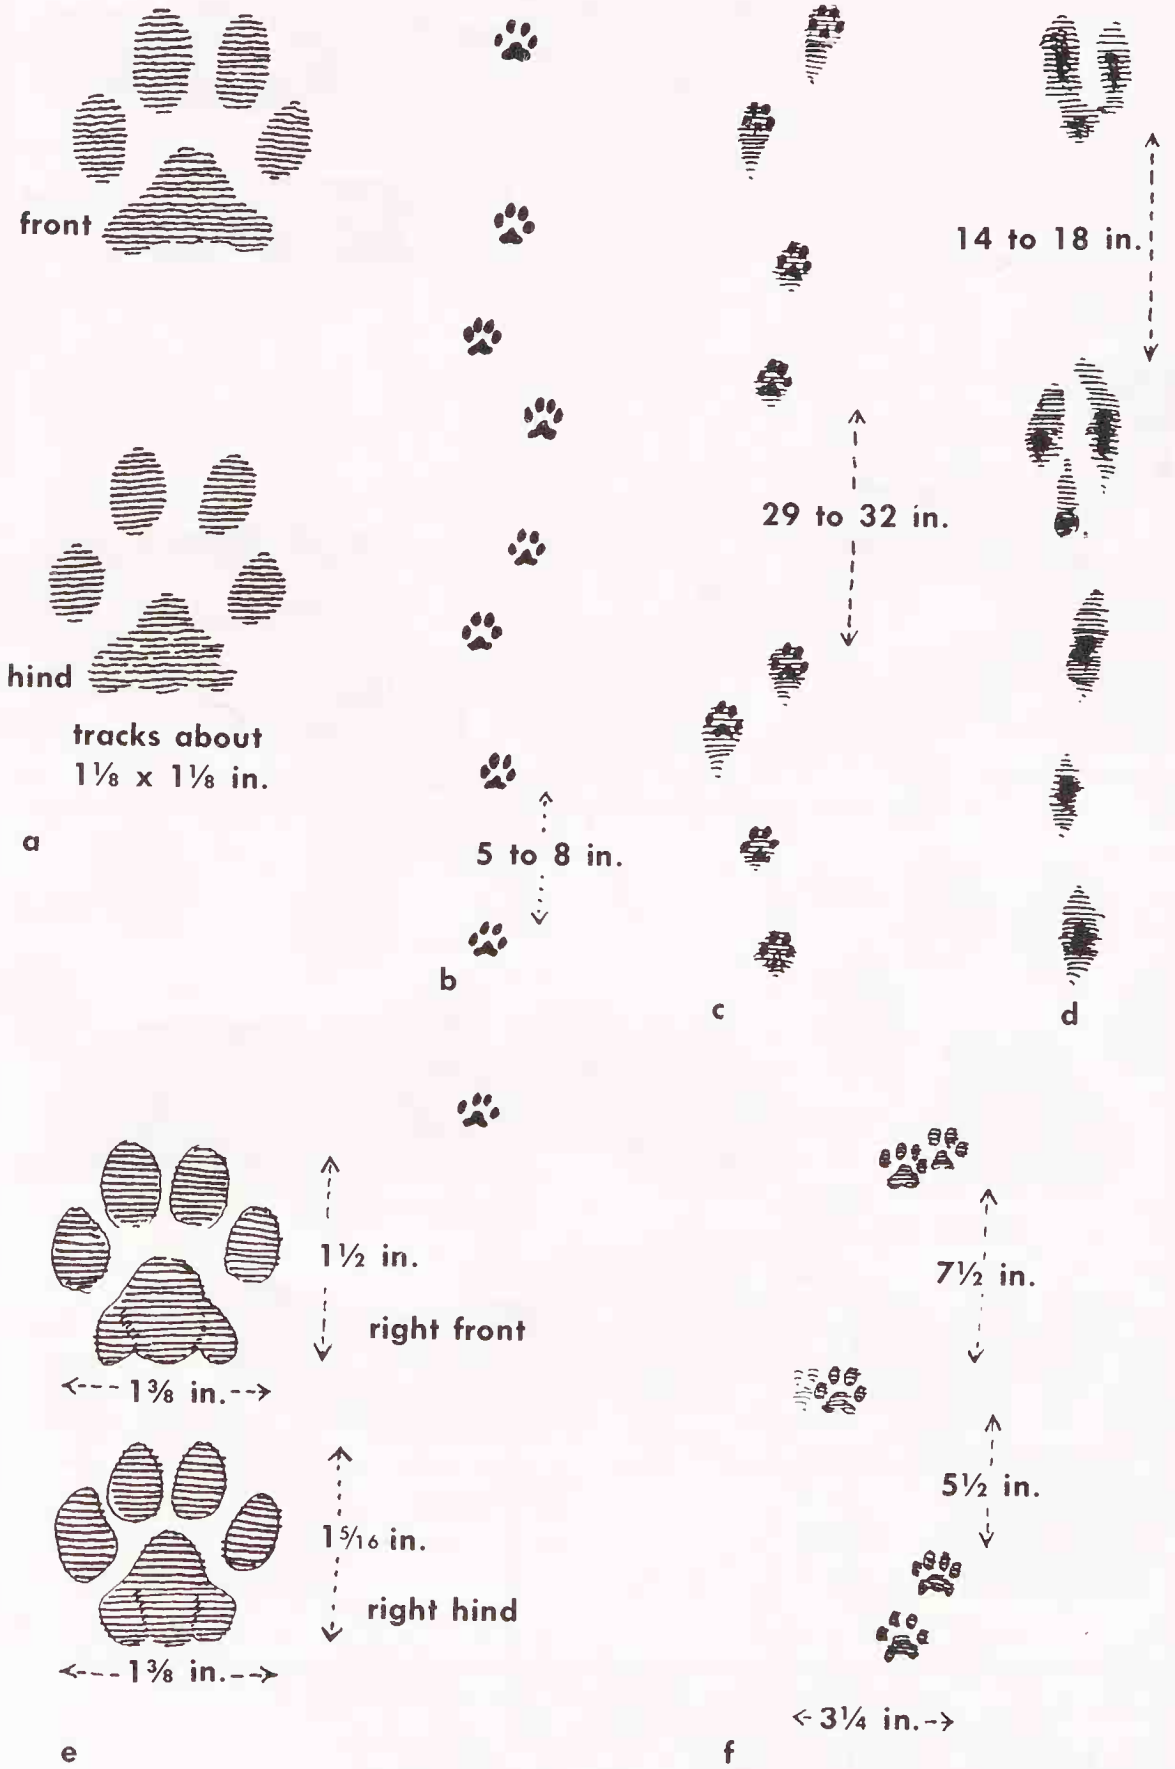 front
14 to 18 in.
29 to 32 in.
hind
tracks about
1⅛ x 1⅛ in.
a
5 to 8 in.
b
c
d
1½ in.
7½ in.
right front
1⅜ in.
5½ in.
1 5/16 in.
right hind
1⅜ in.
3¼ in.
e
f